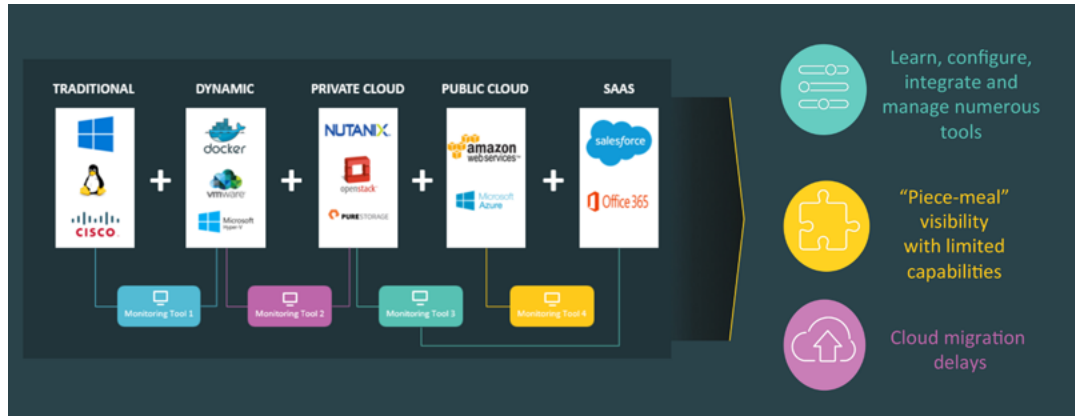 TRADITIONAL
DYNAMIC
PRIVATE CLOUD
PUBLIC CLOUD
SAAS
CISCO
docker
vmware
Microsoft
Hyper-V
NUTANIX
openstack
PURESTORAGE
amazon
webservices™
Microsoft
Azure
salesforce
Office 365
Monitoring Tool 1
Monitoring Tool 2
Monitoring Tool 3
Monitoring Tool 4
Learn, configure,
integrate and
manage numerous
tools
“Piece-meal”
visibility
with limited
capabilities
Cloud migration
delays